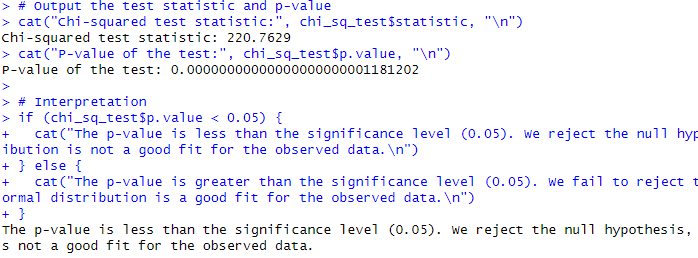 > # Output the test statistic and p-value
> cat("Chi-squared test statistic:", chi_sq_test$statistic, "\n")
Chi-squared test statistic: 220.7629
> cat("P-value of the test:", chi_sq_test$p.value, "\n")
P-value of the test: 0.00000000000000000000001181202
>
> # Interpretation
> if (chi_sq_test$p.value < 0.05) {
+   cat("The p-value is less than the significance level (0.05). We reject the null hyp
ibution is not a good fit for the observed data.\n")
+ } else {
+   cat("The p-value is greater than the significance level (0.05). We fail to reject t
ormal distribution is a good fit for the observed data.\n")
+ }
The p-value is less than the significance level (0.05). We reject the null hypothesis,
s not a good fit for the observed data.